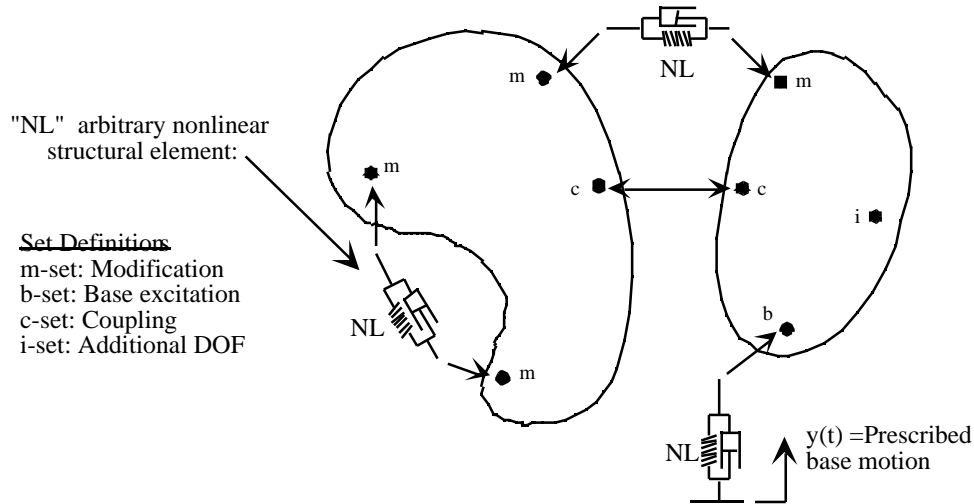 NL
m
m
"NL" arbitrary nonlinear
structural element:
m
c
c
i
Set Definitions
m-set: Modification
b-set: Base excitation
c-set: Coupling
i-set: Additional DOF
NL
b
m
NL
y(t) =Prescribed
base motion